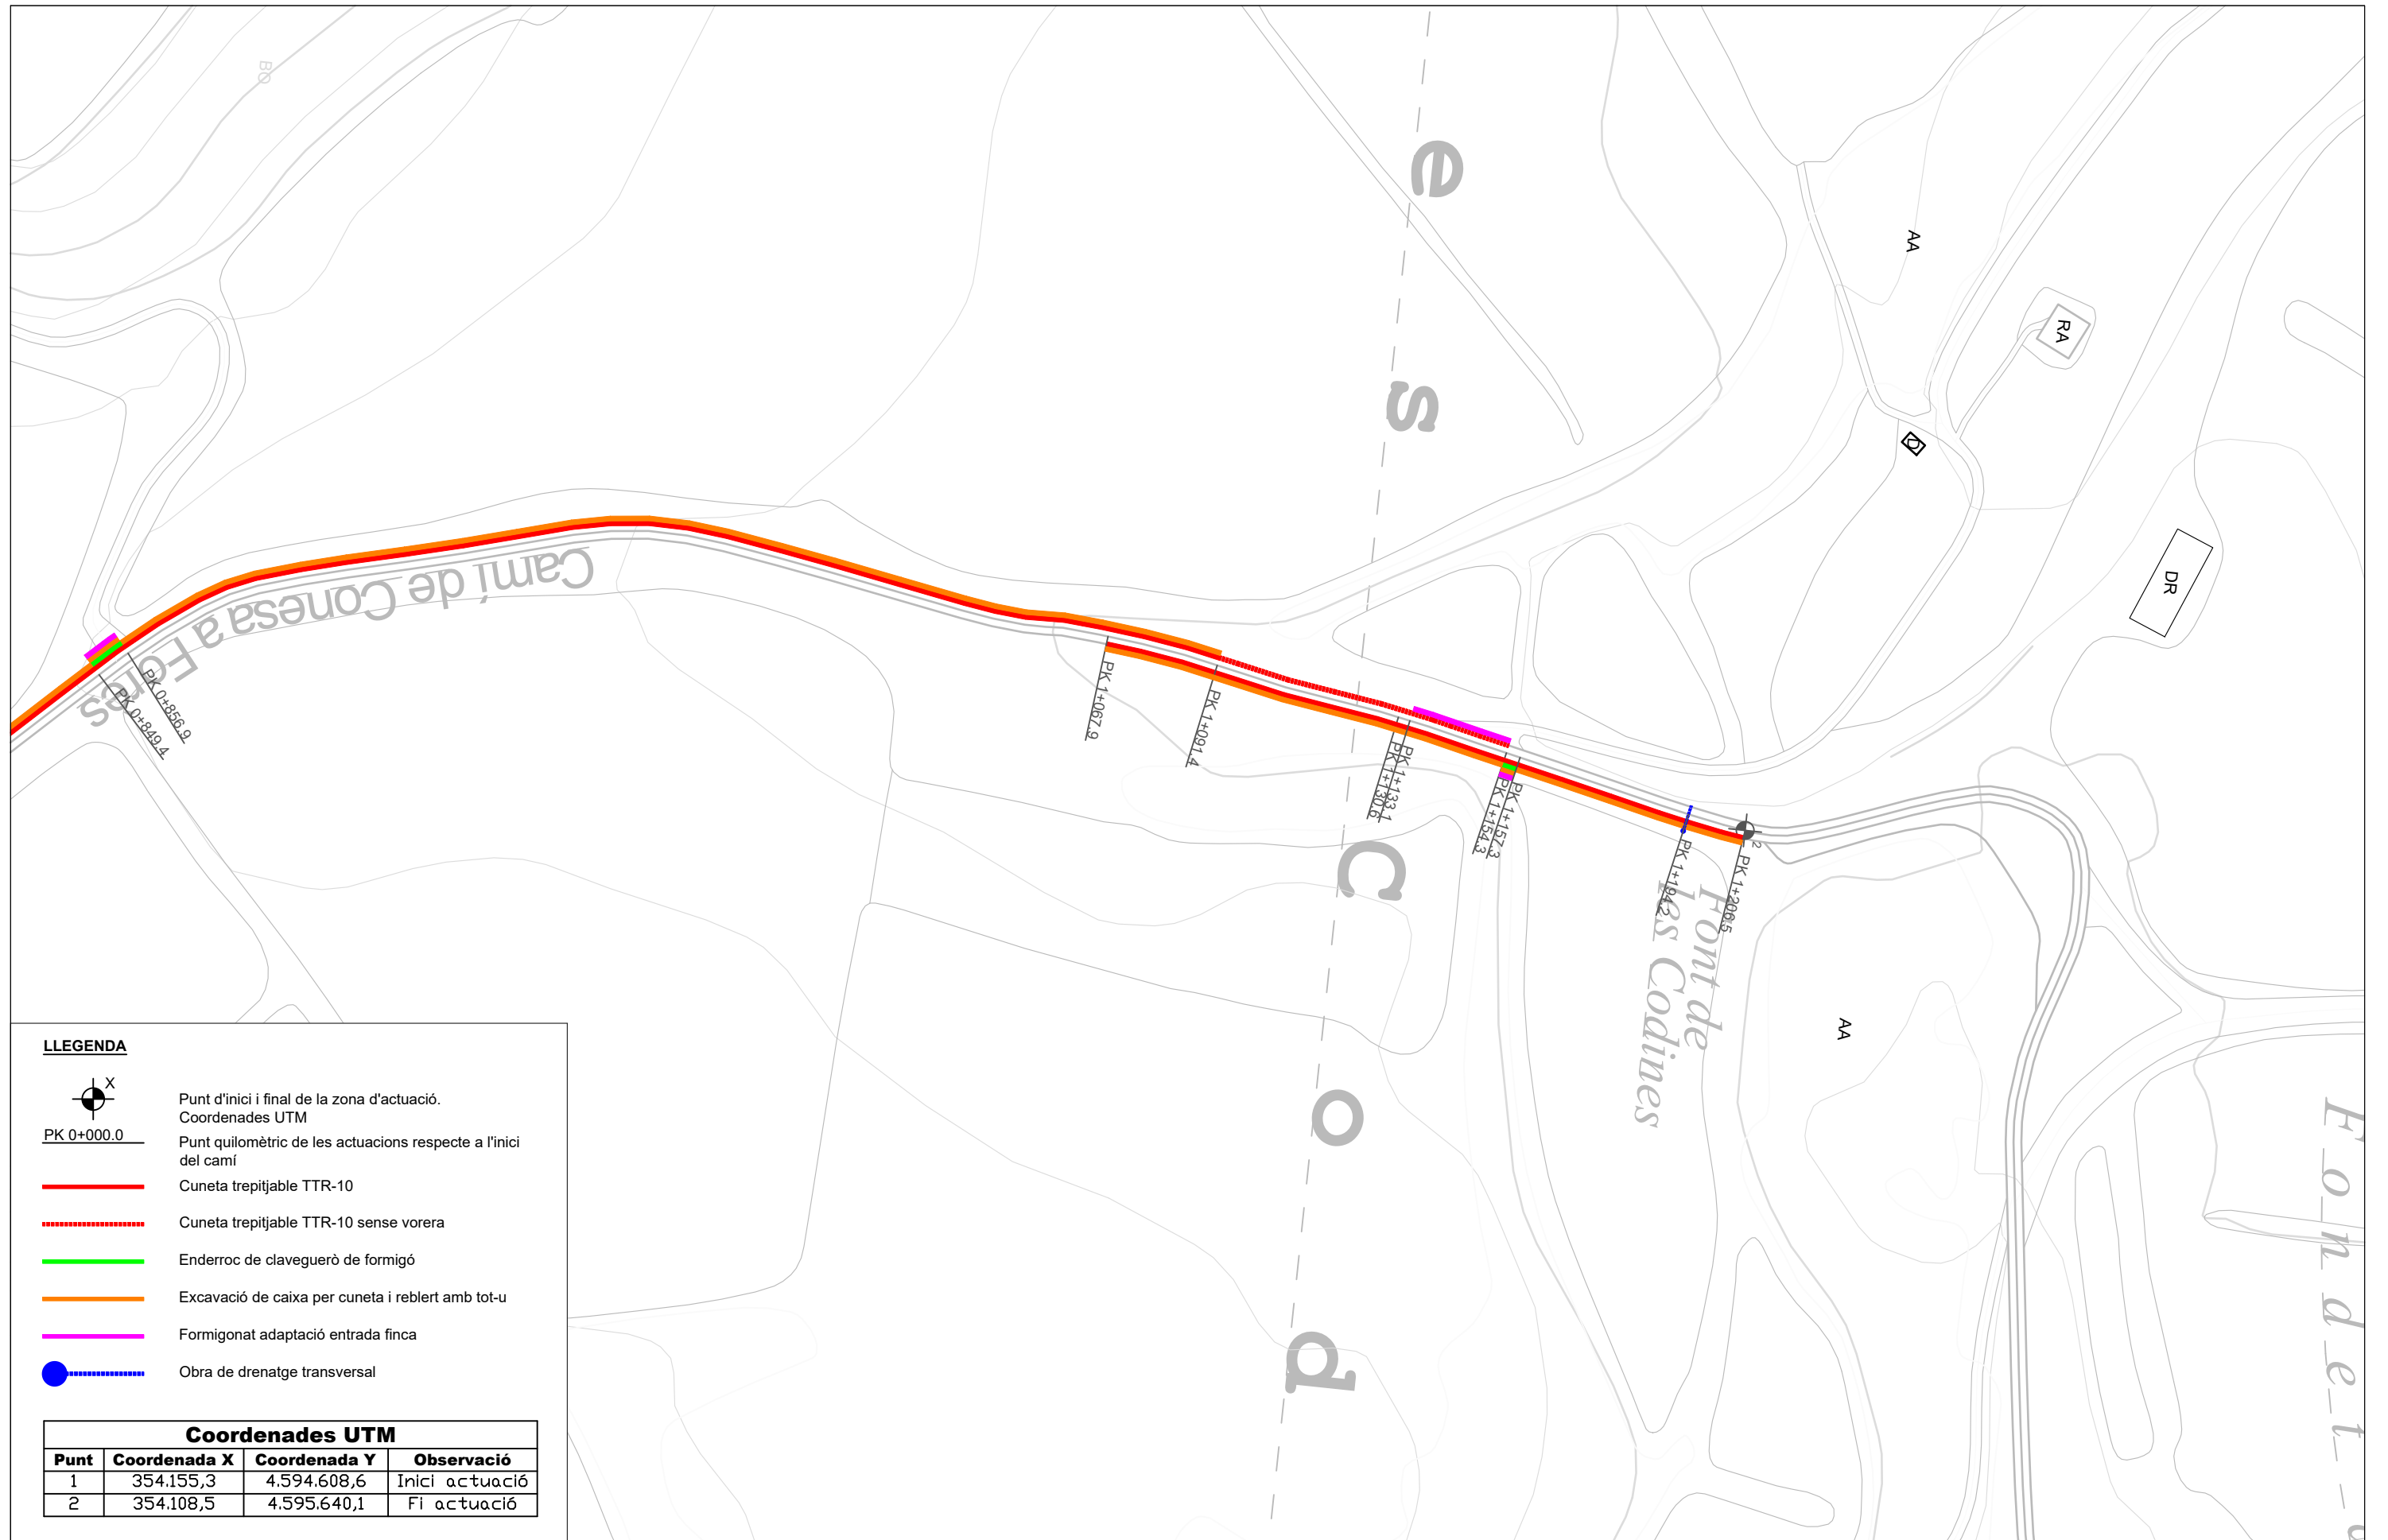 BO
e
s
C
o
d
AA
RA
D
DR
Camí de Conesa a Forès
PK 0+856.9
PK 0+849.4
PK 1+067.9
PK 1+091.4
PK 1+130.6
PK 1+133.1
PK 1+154.3
PK 1+157.3
PK 1+194.2
PK 1+206.5
2
Font de
les Codines
AA
F o n d e t
LLEGENDA
X
Punt d'inici i final de la zona d'actuació.
Coordenades UTM
PK 0+000.0
Punt quilomètric de les actuacions respecte a l'inici
del camí
Cuneta trepitjable TTR-10
Cuneta trepitjable TTR-10 sense vorera
Enderroc de clavegueró de formigó
Excavació de caixa per cuneta i reblert amb tot-u
Formigonat adaptació entrada finca
Obra de drenatge transversal
Coordenades UTM
Punt Coordenada X Coordenada Y Observació
1 354.155,3 4.594.608,6 Inici actuació
2 354.108,5 4.595.640,1 Fi actuació